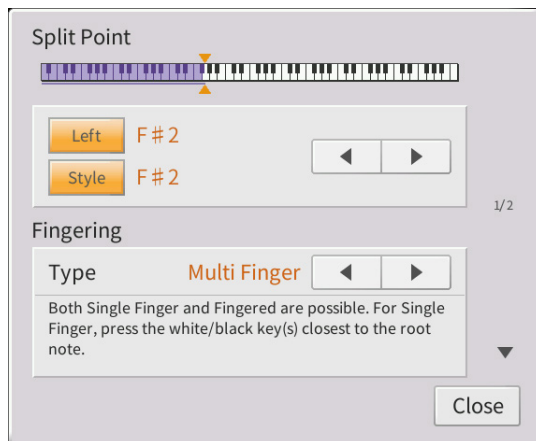 Split Point
Left F♯2
Style F♯2
1/2
Fingering
Type Multi Finger
Both Single Finger and Fingered are possible. For Single
Finger, press the white/black key(s) closest to the root
note.
Close